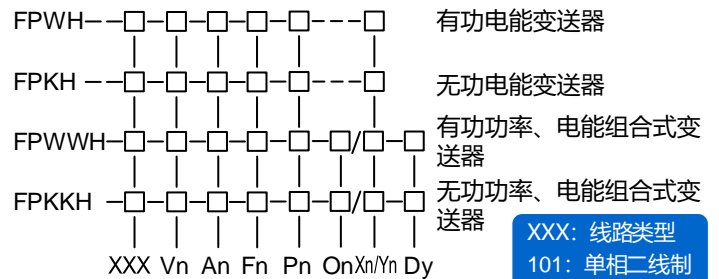 FPWH 有功电能变送器
FPKH 无功电能变送器
FPWWH / 有功功率、电能组合式变
送器
FPKKH / 无功功率、电能组合式变
送器
XXX Vn An Fn Pn On Xn/Yn Dy
XXX：线路类型
101：单相二线制